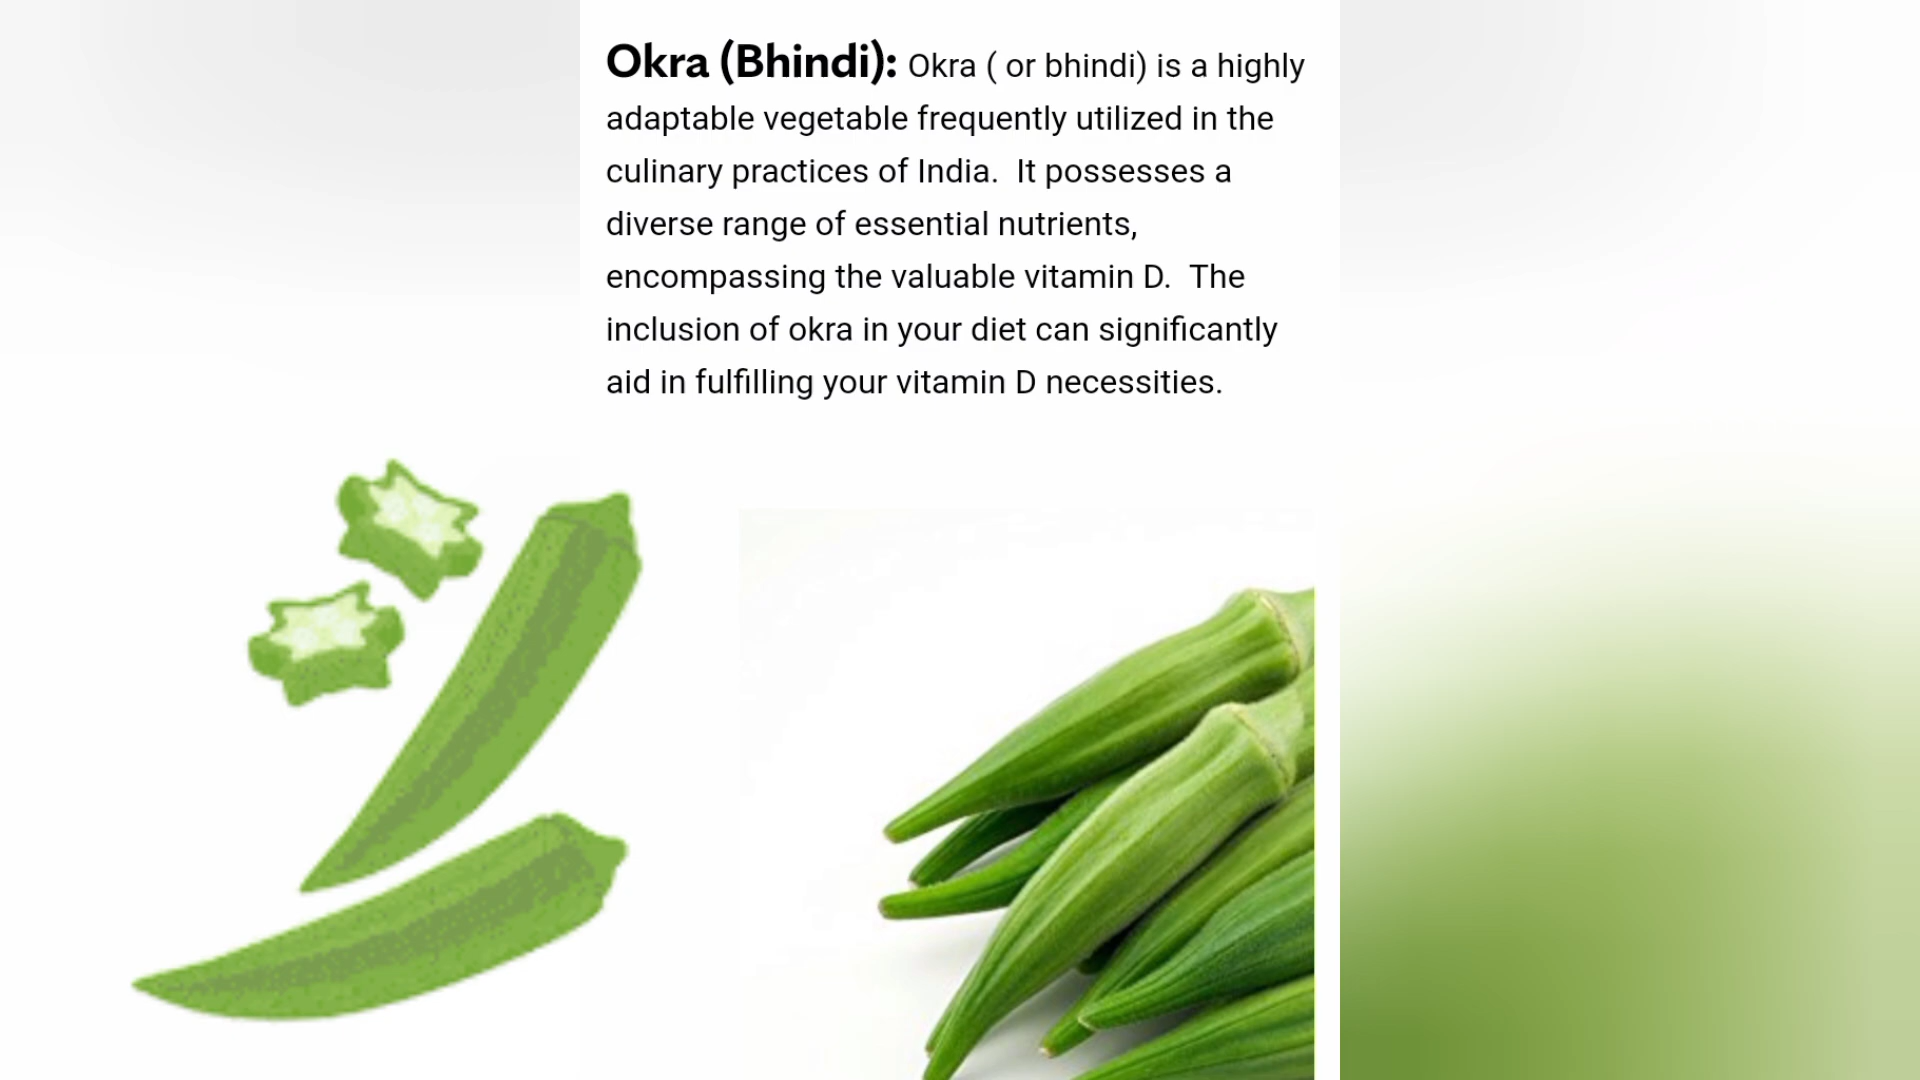 Okra (Bhindi): Okra ( or bhindi) is a highly
adaptable vegetable frequently utilized in the
culinary practices of India.  It possesses a
diverse range of essential nutrients,
encompassing the valuable vitamin D.  The
inclusion of okra in your diet can significantly
aid in fulfilling your vitamin D necessities.